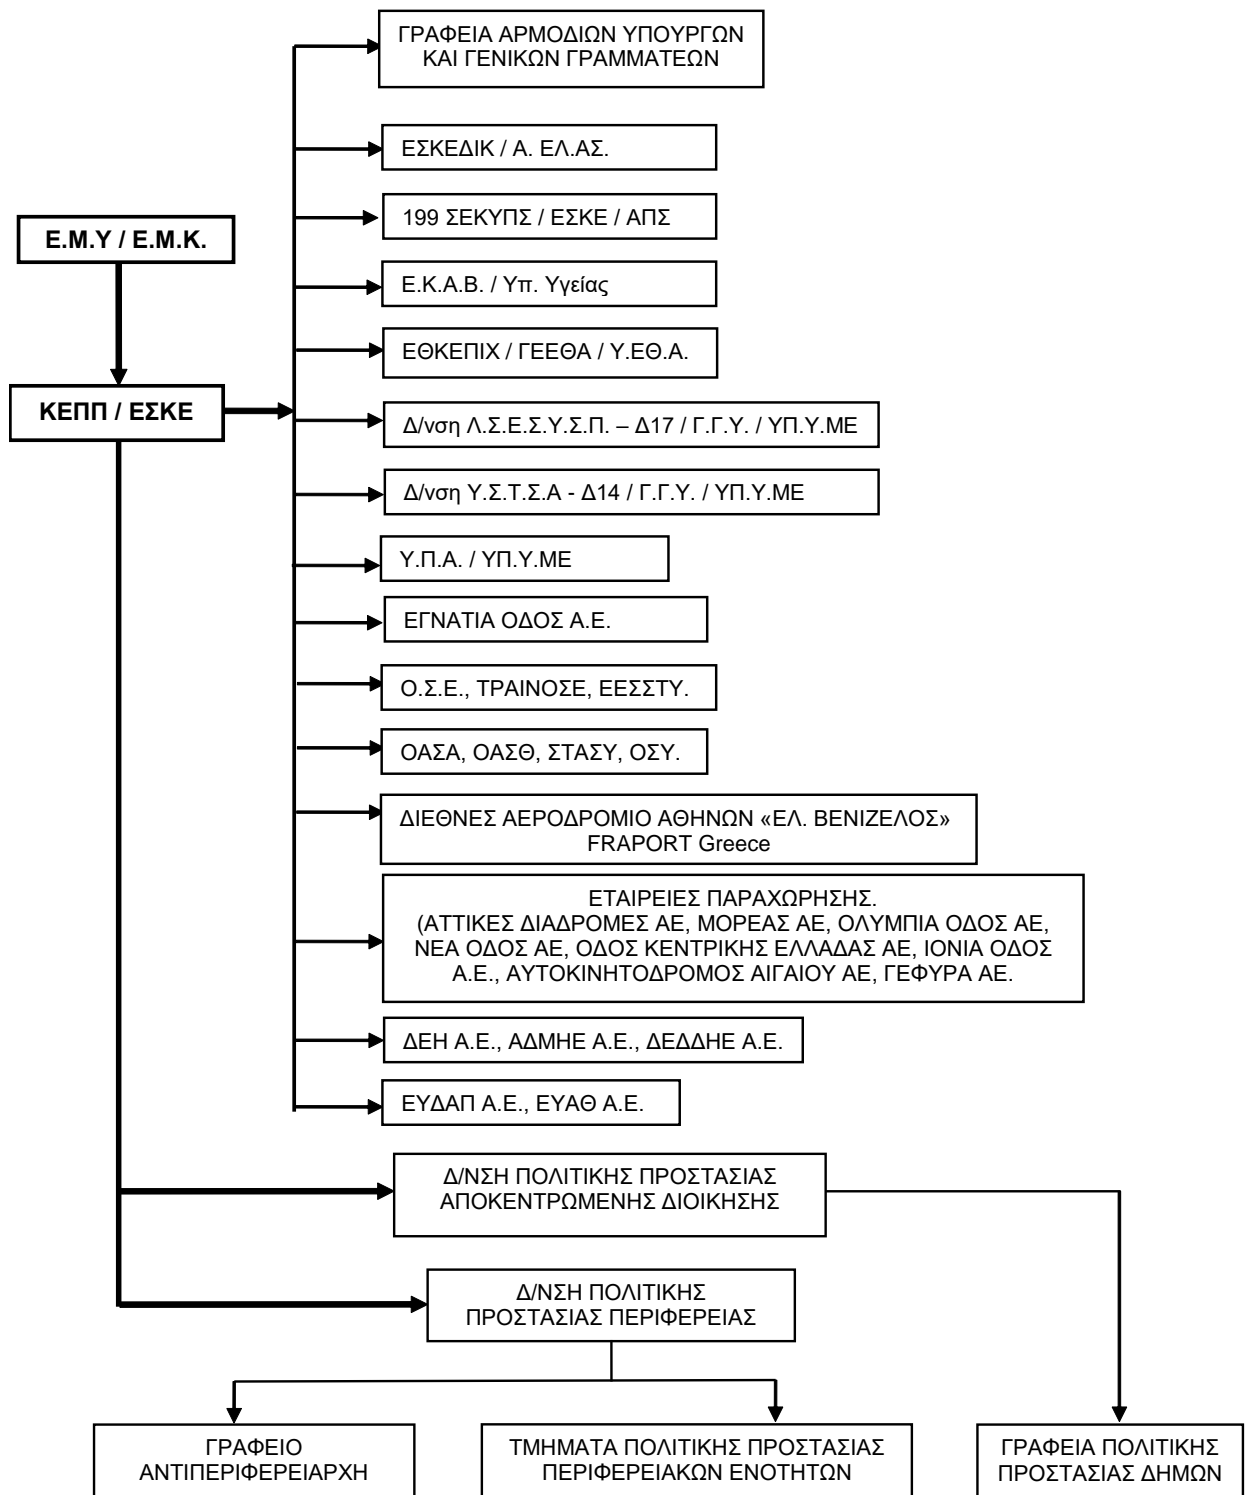 ΓΡΑΦΕΙΑ ΑΡΜΟΔΙΩΝ ΥΠΟΥΡΓΩΝ
ΚΑΙ ΓΕΝΙΚΩΝ ΓΡΑΜΜΑΤΕΩΝ
ΕΣΚΕΔΙΚ / Α. ΕΛ.ΑΣ.
199 ΣΕΚΥΠΣ / ΕΣΚΕ / ΑΠΣ
Ε.Μ.Υ / Ε.Μ.Κ.
Ε.Κ.Α.Β. / Υπ. Υγείας
ΕΘΚΕΠΙΧ / ΓΕΕΘΑ / Υ.ΕΘ.Α.
ΚΕΠΠ / ΕΣΚΕ
Δ/νση Λ.Σ.Ε.Σ.Υ.Σ.Π. – Δ17 / Γ.Γ.Υ. / ΥΠ.Υ.ΜΕ
Δ/νση Υ.Σ.Τ.Σ.Α - Δ14 / Γ.Γ.Υ. / ΥΠ.Υ.ΜΕ
Υ.Π.Α. / ΥΠ.Υ.ΜΕ
ΕΓΝΑΤΙΑ ΟΔΟΣ Α.Ε.
Ο.Σ.Ε., ΤΡΑΙΝΟΣΕ, ΕΕΣΣΤΥ.
ΟΑΣΑ, ΟΑΣΘ, ΣΤΑΣΥ, ΟΣΥ.
ΔΙΕΘΝΕΣ ΑΕΡΟΔΡΟΜΙΟ ΑΘΗΝΩΝ «ΕΛ. ΒΕΝΙΖΕΛΟΣ»
FRAPORT Greece
ΕΤΑΙΡΕΙΕΣ ΠΑΡΑΧΩΡΗΣΗΣ.
(ΑΤΤΙΚΕΣ ΔΙΑΔΡΟΜΕΣ ΑΕ, ΜΟΡΕΑΣ ΑΕ, ΟΛΥΜΠΙΑ ΟΔΟΣ ΑΕ,
ΝΕΑ ΟΔΟΣ ΑΕ, ΟΔΟΣ ΚΕΝΤΡΙΚΗΣ ΕΛΛΑΔΑΣ ΑΕ, ΙΟΝΙΑ ΟΔΟΣ
Α.Ε., ΑΥΤΟΚΙΝΗΤΟΔΡΟΜΟΣ ΑΙΓΑΙΟΥ ΑΕ, ΓΕΦΥΡΑ ΑΕ.
ΔΕΗ Α.Ε., ΑΔΜΗΕ Α.Ε., ΔΕΔΔΗΕ Α.Ε.
ΕΥΔΑΠ Α.Ε., ΕΥΑΘ Α.Ε.
Δ/ΝΣΗ ΠΟΛΙΤΙΚΗΣ ΠΡΟΣΤΑΣΙΑΣ
ΑΠΟΚΕΝΤΡΩΜΕΝΗΣ ΔΙΟΙΚΗΣΗΣ
Δ/ΝΣΗ ΠΟΛΙΤΙΚΗΣ
ΠΡΟΣΤΑΣΙΑΣ ΠΕΡΙΦΕΡΕΙΑΣ
ΓΡΑΦΕΙΟ
ΑΝΤΙΠΕΡΙΦΕΡΕΙΑΡΧΗ
ΤΜΗΜΑΤΑ ΠΟΛΙΤΙΚΗΣ ΠΡΟΣΤΑΣΙΑΣ
ΠΕΡΙΦΕΡΕΙΑΚΩΝ ΕΝΟΤΗΤΩΝ
ΓΡΑΦΕΙΑ ΠΟΛΙΤΙΚΗΣ
ΠΡΟΣΤΑΣΙΑΣ ΔΗΜΩΝ